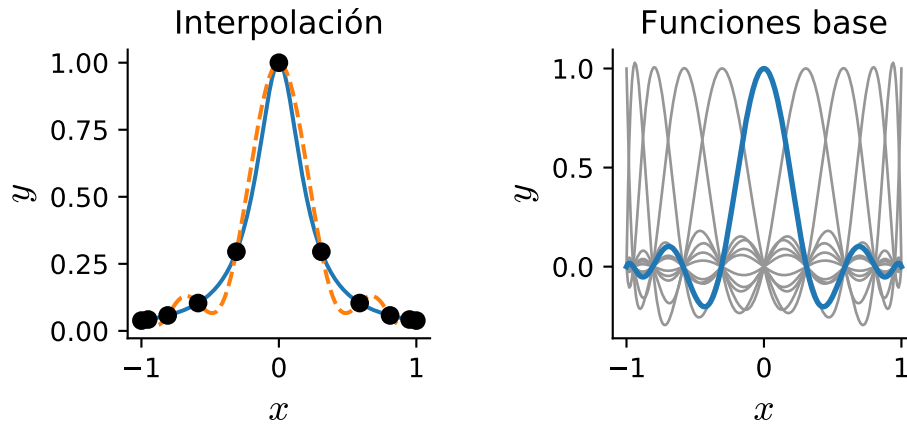 Interpolación
1.00
0.75
0.50
0.25
0.00
y
−1
0
1
x
Funciones base
1.0
0.5
0.0
y
−1
0
1
x